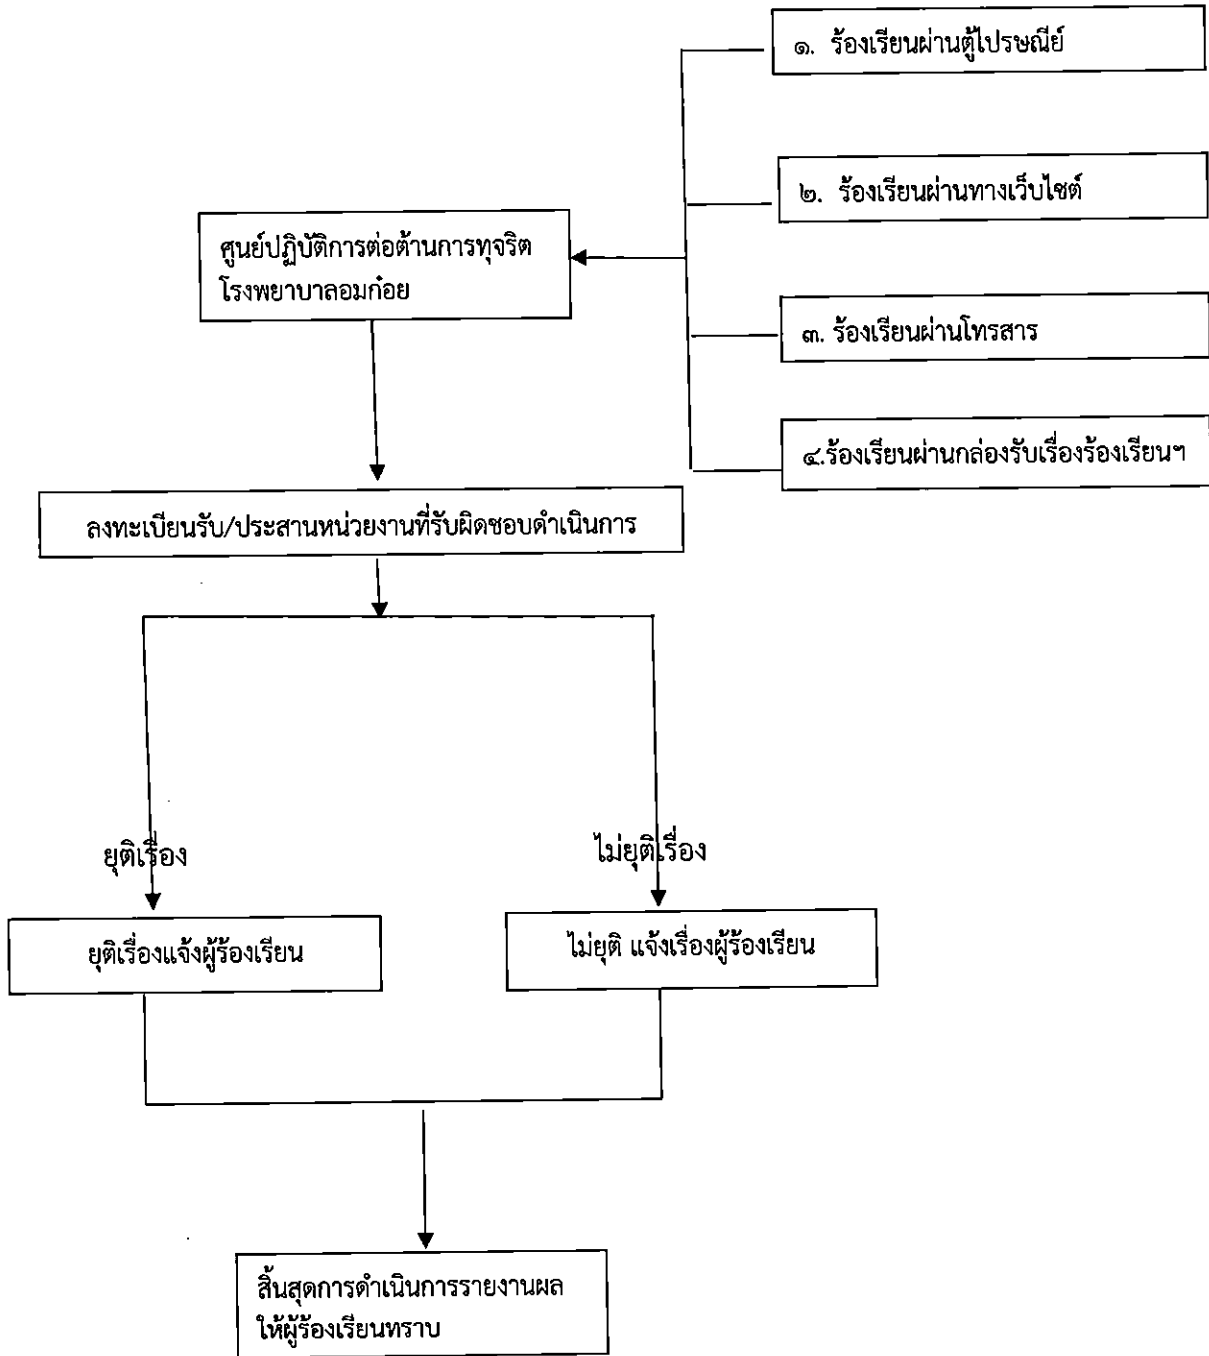 ๑. ร้องเรียนผ่านตู้ไปรษณีย์
๒. ร้องเรียนผ่านทางเว็บไซต์
ศูนย์ปฏิบัติการต่อต้านการทุจริต
โรงพยาบาลอมก๋อย
๓. ร้องเรียนผ่านโทรสาร
๔.ร้องเรียนผ่านกล่องรับเรื่องร้องเรียนฯ
ลงทะเบียนรับ/ประสานหน่วยงานที่รับผิดชอบดำเนินการ
ยุติเรื่อง
ไม่ยุติเรื่อง
ยุติเรื่องแจ้งผู้ร้องเรียน
ไม่ยุติ แจ้งเรื่องผู้ร้องเรียน
สิ้นสุดการดำเนินการรายงานผล
ให้ผู้ร้องเรียนทราบ